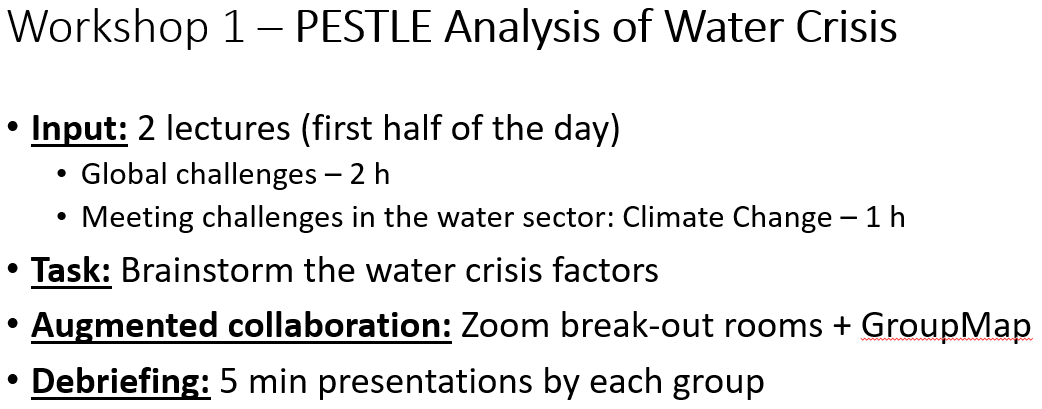 Workshop 1 – PESTLE Analysis of Water Crisis
• Input: 2 lectures (first half of the day)
• Global challenges – 2 h
• Meeting challenges in the water sector: Climate Change – 1 h
• Task: Brainstorm the water crisis factors
• Augmented collaboration: Zoom break-out rooms + GroupMap
• Debriefing: 5 min presentations by each group